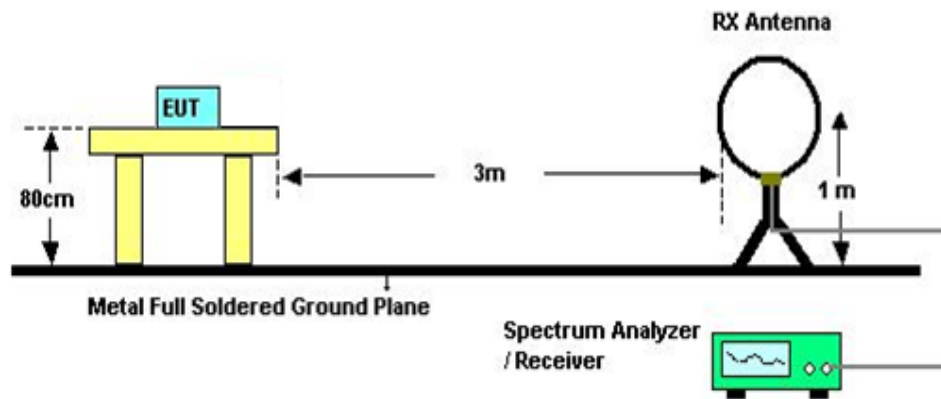 RX Antenna
EUT
3m
80cm
1 m
Metal Full Soldered Ground Plane
Spectrum Analyzer
/ Receiver